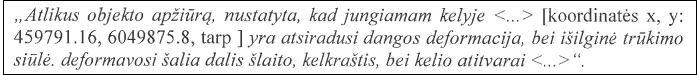 „Atlikus objekto apžiūrą, nustatyta, kad jungiamam kelyje <...> [koordinatės x, y:
459791.16, 6049875.8, tarp ] yra atsiradusi dangos deformacija, bei išilginė trūkimo
siūlė. deformavosi šalia dalis šlaito, kelkraštis, bei kelio atitvarai <...>“.